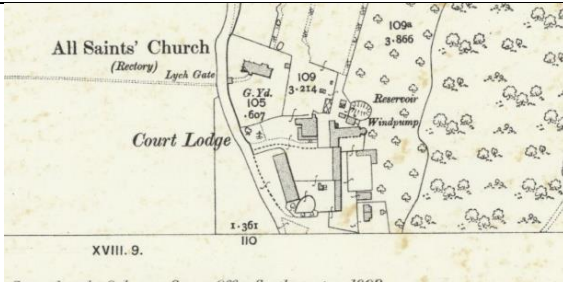 109a
3·866
All Saints' Church
(Rectory)
Lych Gate
109
3·214
G. Yd.
105
·607
Reservoir
Windpump
Court Lodge
1·361
110
XVIII. 9.